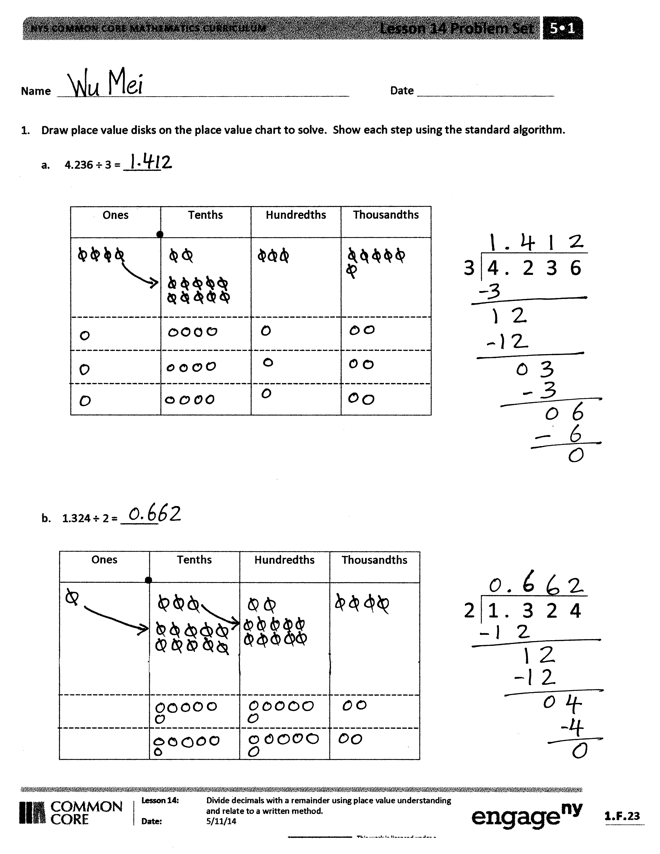 NYS COMMON CORE MATHEMATICS CURRICULUM Lesson 14 Problem Set 5•1
Name Wu Mei Date
1. Draw place value disks on the place value chart to solve. Show each step using the standard algorithm.
a. 4.236 ÷ 3 = 1.412
Ones Tenths Hundredths Thousandths
1.412
3 4.236
-3
12
-12
03
-3
06
-6
0
b. 1.324 ÷ 2 = 0.662
Ones Tenths Hundredths Thousandths
0.662
2 1.324
-12
12
-12
04
-4
0
COMMON
CORE
Lesson 14: Divide decimals with a remainder using place value understanding
and relate to a written method.
Date: 5/11/14
engageny
1.F.23